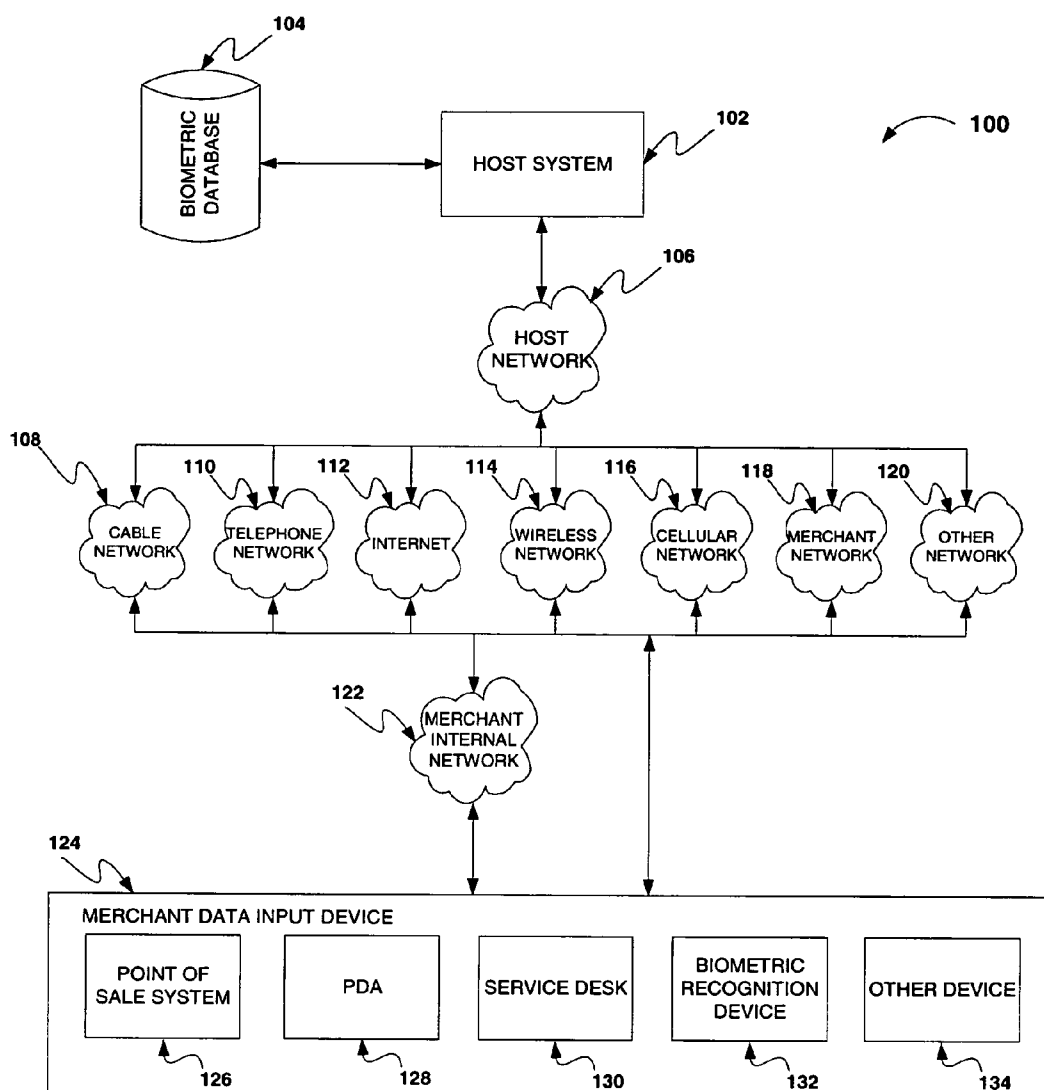 104
BIOMETRIC
DATABASE
HOST SYSTEM
102
100
106
HOST
NETWORK
108
110
112
114
116
118
120
CABLE
NETWORK
TELEPHONE
NETWORK
INTERNET
WIRELESS
NETWORK
CELLULAR
NETWORK
MERCHANT
NETWORK
OTHER
NETWORK
122
MERCHANT
INTERNAL
NETWORK
124
MERCHANT DATA INPUT DEVICE
POINT OF
SALE SYSTEM
PDA
SERVICE DESK
BIOMETRIC
RECOGNITION
DEVICE
OTHER DEVICE
126
128
130
132
134